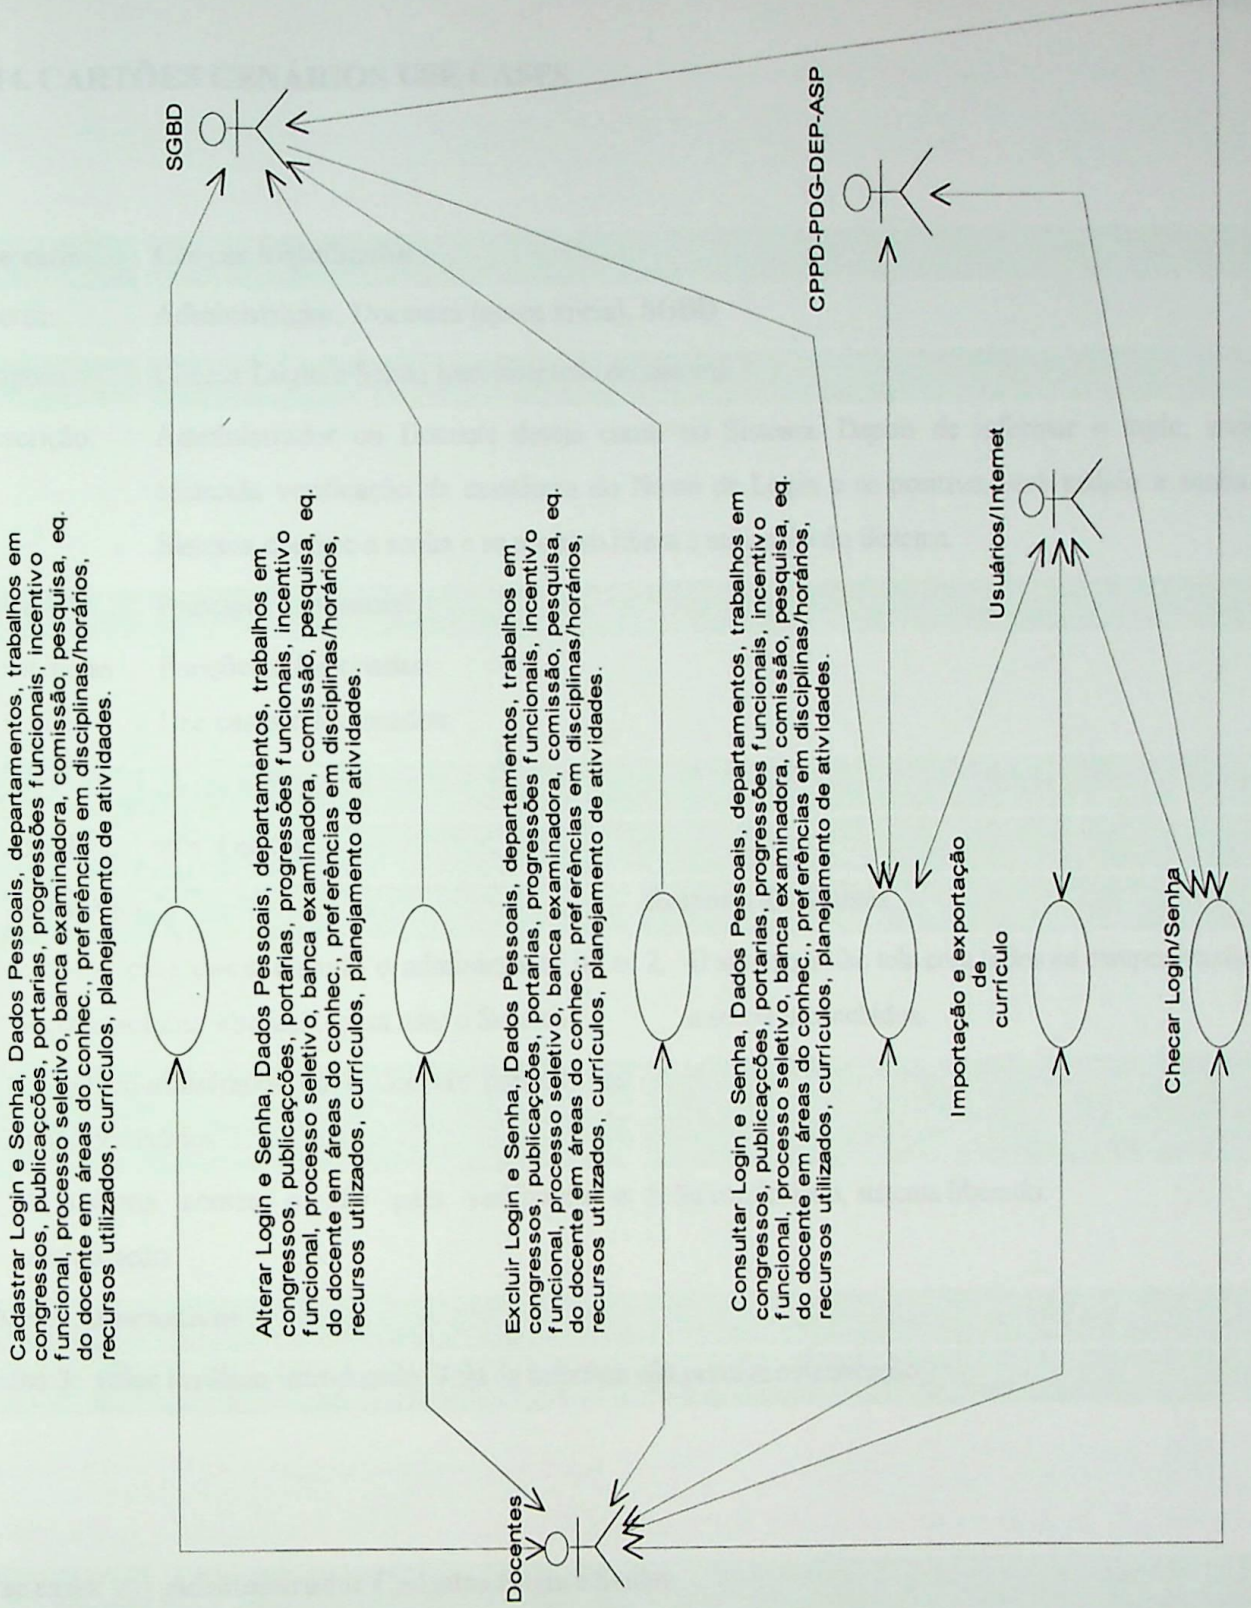 Cadastrar Login e Senha, Dados Pessoais, departamentos, trabalhos em
congressos, publicações, portarias, progressões funcionais, incentivo
funcional, processo seletivo, banca examinadora, comissão, pesquisa, eq.
do docente em áreas do conhec., preferências em disciplinas/horários,
recursos utilizados, currículos, planejamento de atividades.
SGBD
Alterar Login e Senha, Dados Pessoais, departamentos, trabalhos em
congressos, publicações, portarias, progressões funcionais, incentivo
funcional, processo seletivo, banca examinadora, comissão, pesquisa, eq.
do docente em áreas do conhec., preferências em disciplinas/horários,
recursos utilizados, currículos, planejamento de atividades.
Docentes
Excluir Login e Senha, Dados Pessoais, departamentos, trabalhos em
congressos, publicações, portarias, progressões funcionais, incentivo
funcional, processo seletivo, banca examinadora, comissão, pesquisa, eq.
do docente em áreas do conhec., preferências em disciplinas/horários,
recursos utilizados, currículos, planejamento de atividades.
Consultar Login e Senha, Dados Pessoais, departamentos, trabalhos em
congressos, publicações, portarias, progressões funcionais, incentivo
funcional, processo seletivo, banca examinadora, comissão, pesquisa, eq.
do docente em áreas do conhec., preferências em disciplinas/horários,
recursos utilizados, currículos, planejamento de atividades.
CPPD-PDG-DEP-ASP
Importação e exportação
de
currículo
Usuários/Internet
Checar Login/Senha